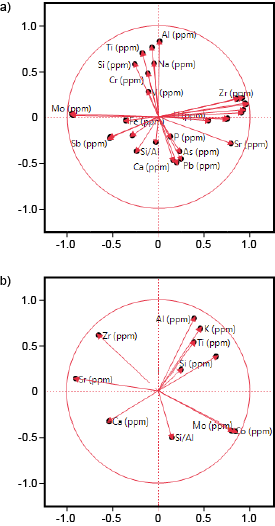 a)
1.0
Al (ppm)
Ti (ppm)
Si (ppm)
Na (ppm)
0.5
Cr (ppm)
(ppm)
Zr (ppm)
Mo (ppm)
0
Fe (ppm)
(ppm)
Sb (ppm)
P (ppm)
Sr (ppm)
Si/Al
As (ppm)
-0.5
Ca (ppm)
Pb (ppm)
-1.0
-1.0 -0.5 0 0.5 1.0
b)
1.0
Al (ppm)
K (ppm)
Zr (ppm)
Ti (ppm)
0.5
Si (ppm)
Sr (ppm)
0
Ca (ppm)
Mo (ppm)
Co (ppm)
-0.5
Si/Al
-1.0
-1.0 -0.5 0 0.5 1.0